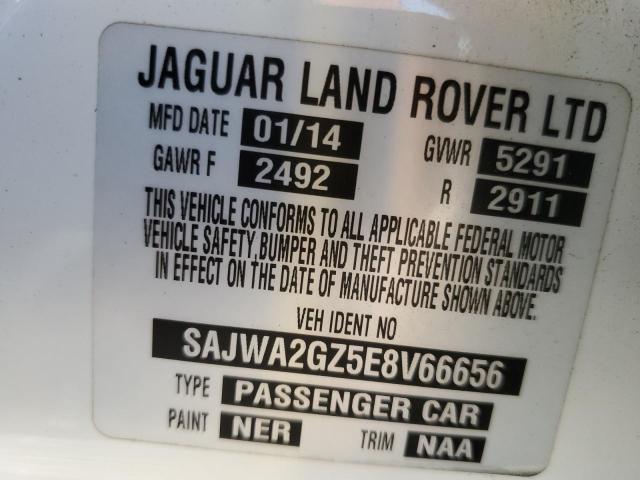 JAGUAR LAND ROVER LTD
MFD DATE 01/14 GVWR 5291
GAWR F 2492 R 2911
THIS VEHICLE CONFORMS TO ALL APPLICABLE FEDERAL MOTOR
VEHICLE SAFETY, BUMPER AND THEFT PREVENTION STANDARDS
IN EFFECT ON THE DATE OF MANUFACTURE SHOWN ABOVE.
VEH IDENT NO
SAJWA2GZ5E8V66656
TYPE PASSENGER CAR
PAINT NER TRIM NAA